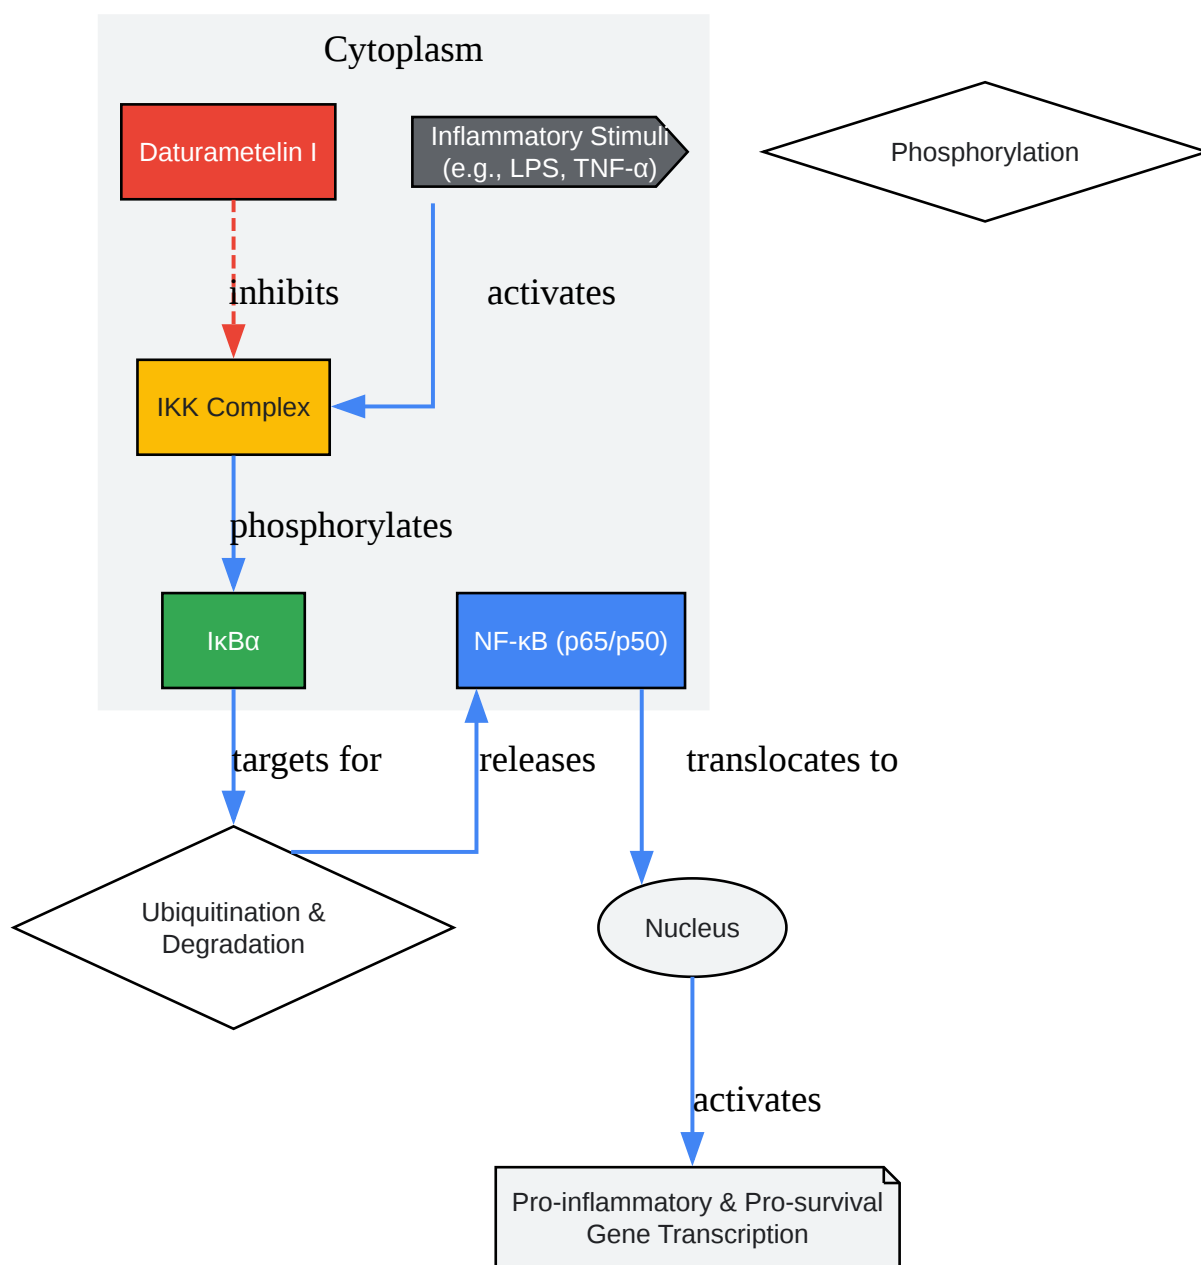 Cytoplasm
Daturametelin I
Inflammatory Stimuli
(e.g., LPS, TNF-α)
Phosphorylation
inhibits
activates
IKK Complex
phosphorylates
IκBα
NF-κB (p65/p50)
targets for
releases
translocates to
Ubiquitination &
Degradation
Nucleus
activates
Pro-inflammatory & Pro-survival
Gene Transcription